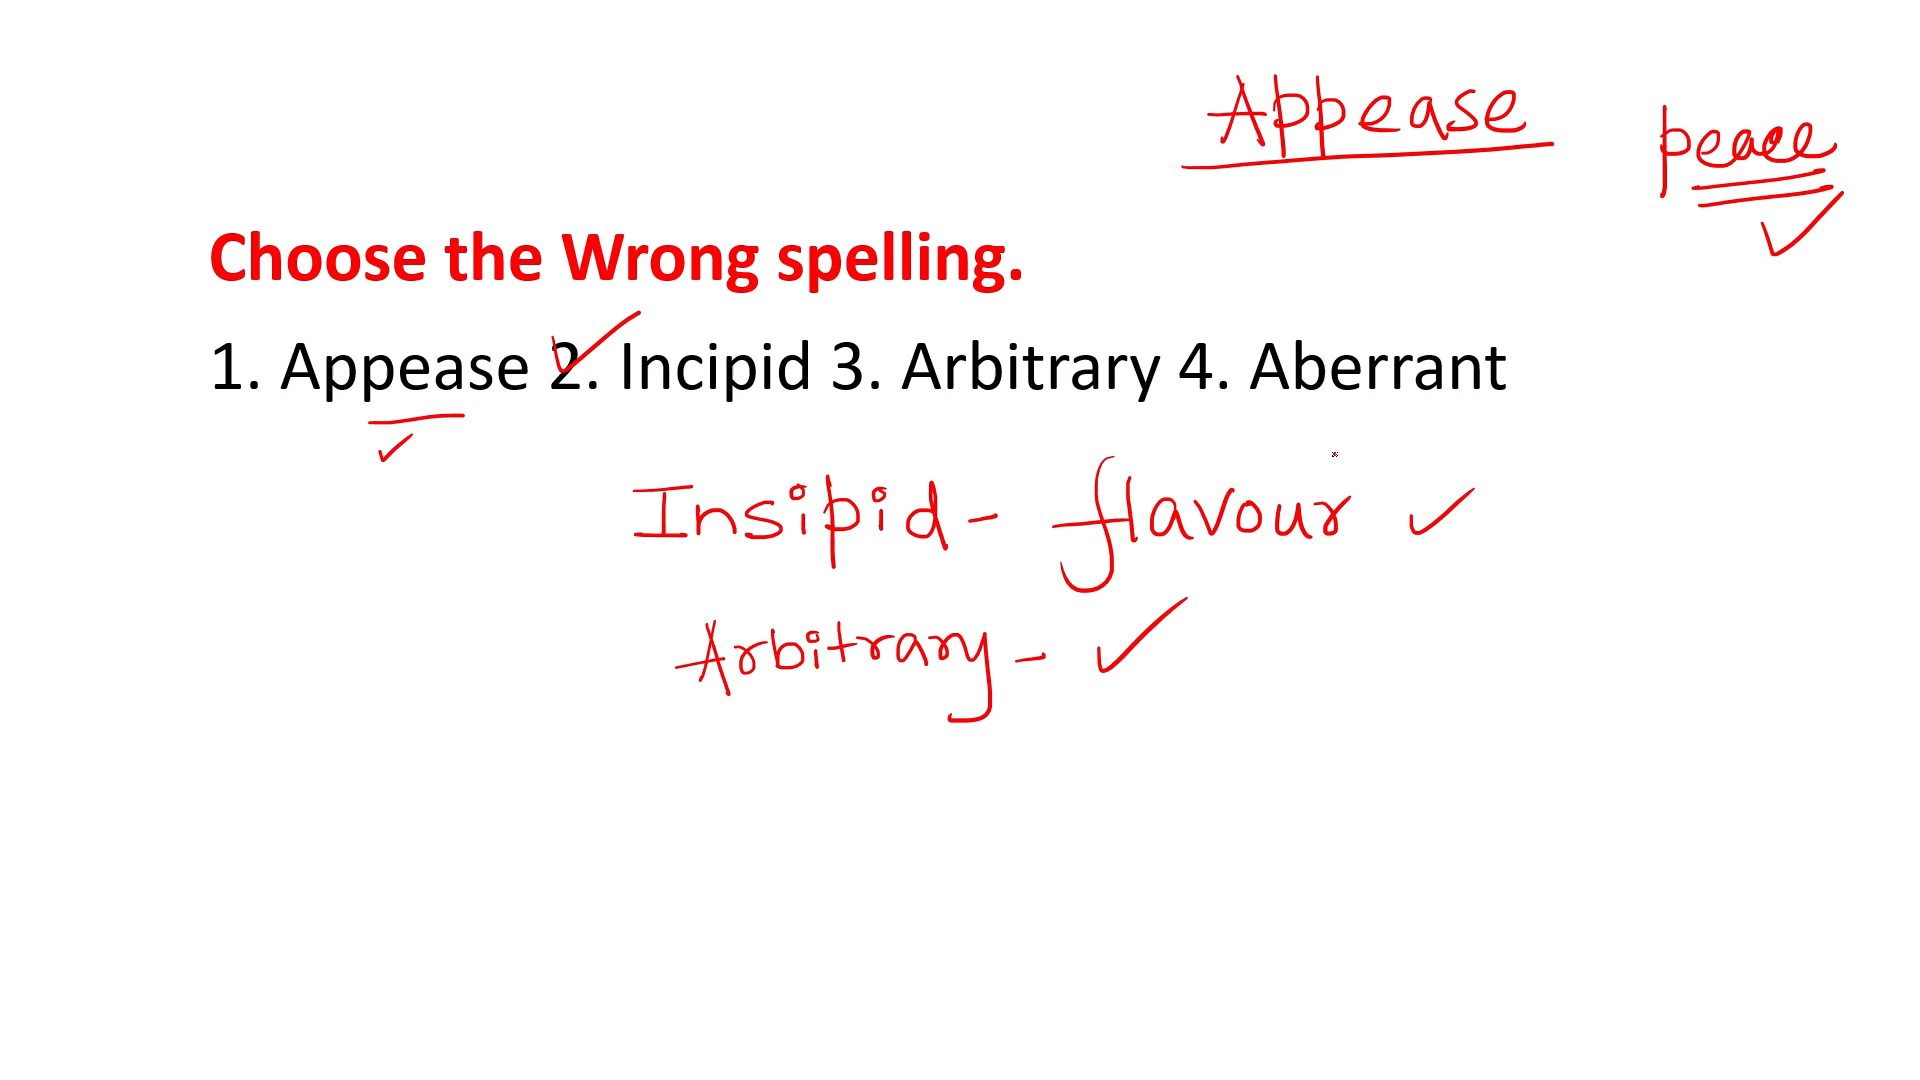 Appease
peace
Choose the Wrong spelling.
1. Appease 2. Incipid 3. Arbitrary 4. Aberrant
Insipid - flavour
Arbitrary -